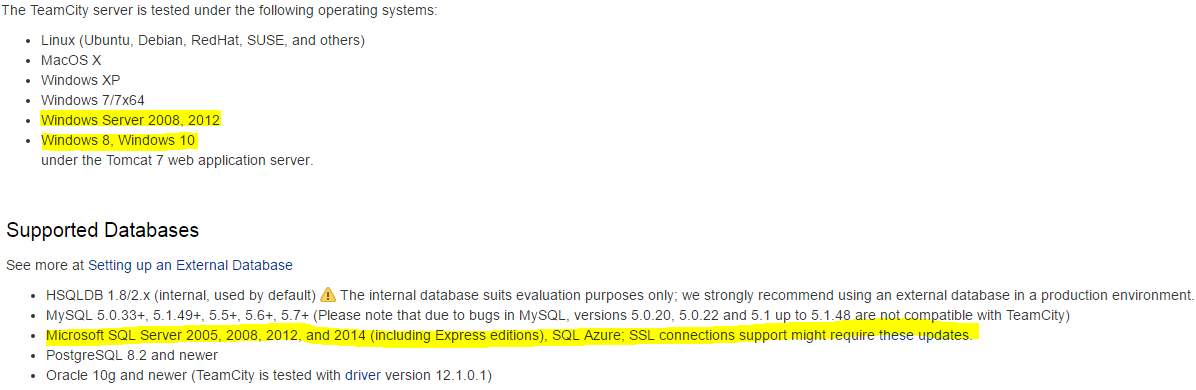 The TeamCity server is tested under the following operating systems:
• Linux (Ubuntu, Debian, RedHat, SUSE, and others)
• MacOS X
• Windows XP
• Windows 7/7x64
• Windows Server 2008, 2012
• Windows 8, Windows 10
under the Tomcat 7 web application server.
Supported Databases
See more at Setting up an External Database
• HSQLDB 1.8/2.x (internal, used by default) ⚠ The internal database suits evaluation purposes only; we strongly recommend using an external database in a production environment.
• MySQL 5.0.33+, 5.1.49+, 5.5+, 5.6+, 5.7+ (Please note that due to bugs in MySQL, versions 5.0.20, 5.0.22 and 5.1 up to 5.1.48 are not compatible with TeamCity)
• Microsoft SQL Server 2005, 2008, 2012, and 2014 (including Express editions), SQL Azure; SSL connections support might require these updates.
• PostgreSQL 8.2 and newer
• Oracle 10g and newer (TeamCity is tested with driver version 12.1.0.1)